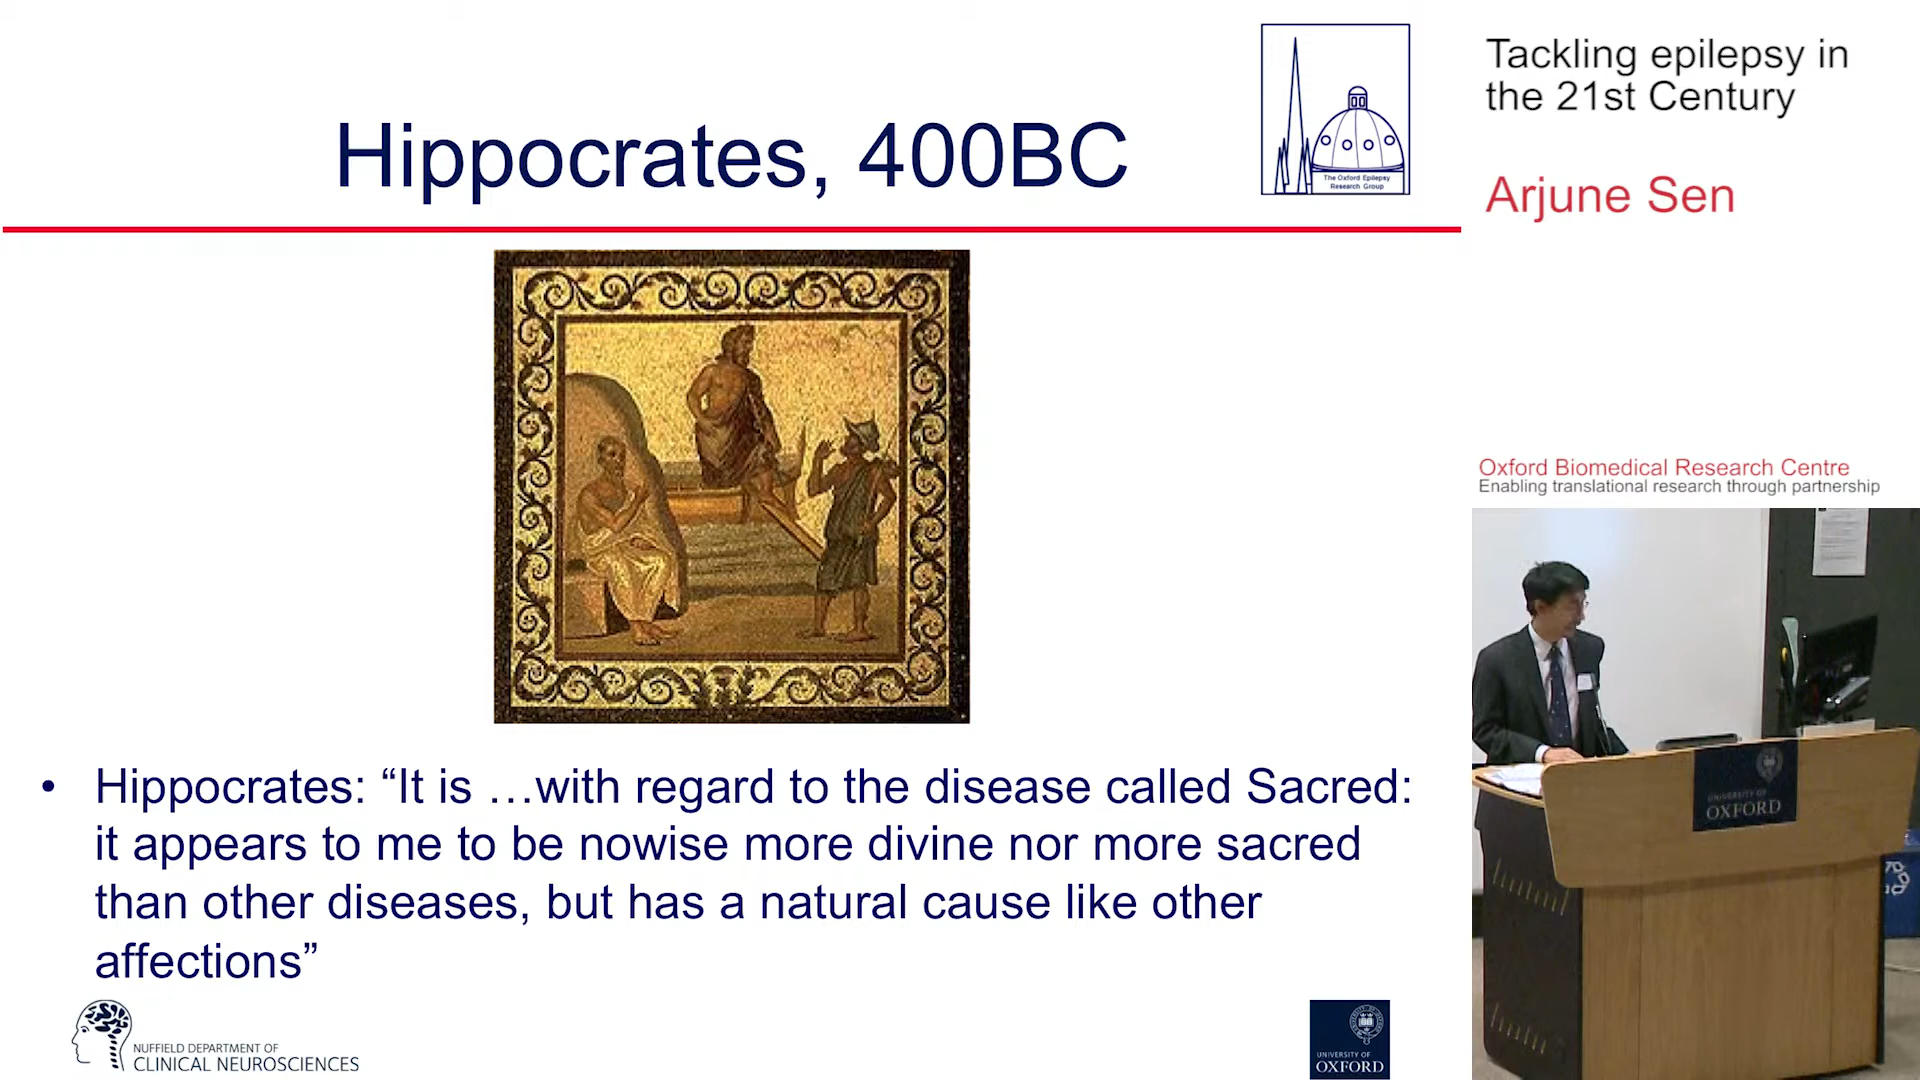 Hippocrates, 400BC
The Oxford Epilepsy
Research Group
• Hippocrates: “It is …with regard to the disease called Sacred:
it appears to me to be nowise more divine nor more sacred
than other diseases, but has a natural cause like other
affections”
NUFFIELD DEPARTMENT OF
CLINICAL NEUROSCIENCES
UNIVERSITY OF
OXFORD
Tackling epilepsy in
the 21st Century
Arjune Sen
Oxford Biomedical Research Centre
Enabling translational research through partnership
UNIVERSITY OF
OXFORD